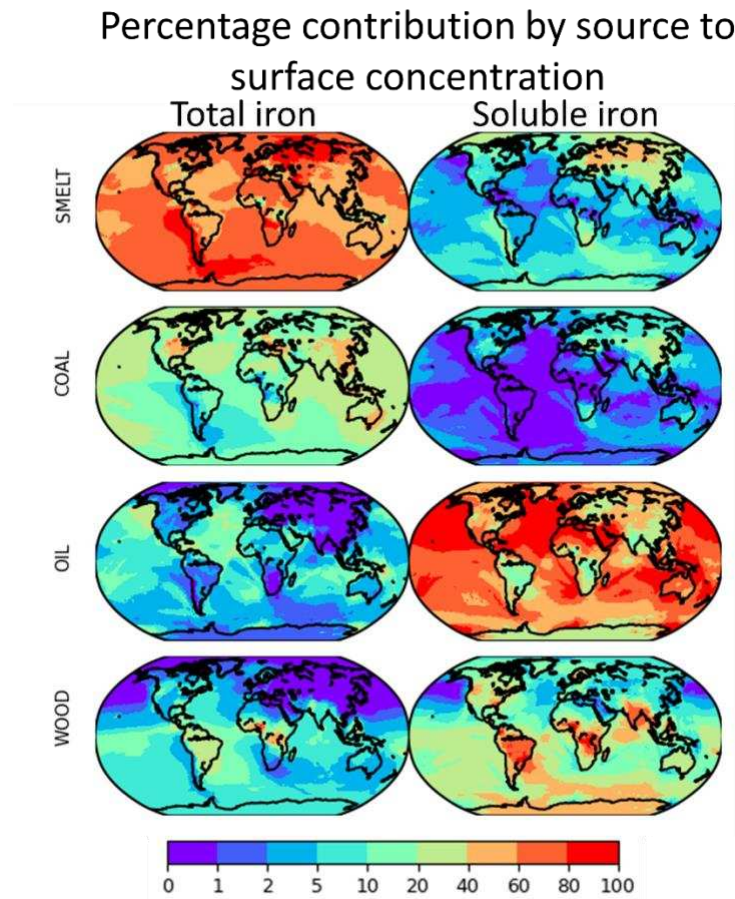 Percentage contribution by source to
surface concentration
Total iron Soluble iron
SMELT
COAL
OIL
WOOD
0 1 2 5 10 20 40 60 80 100